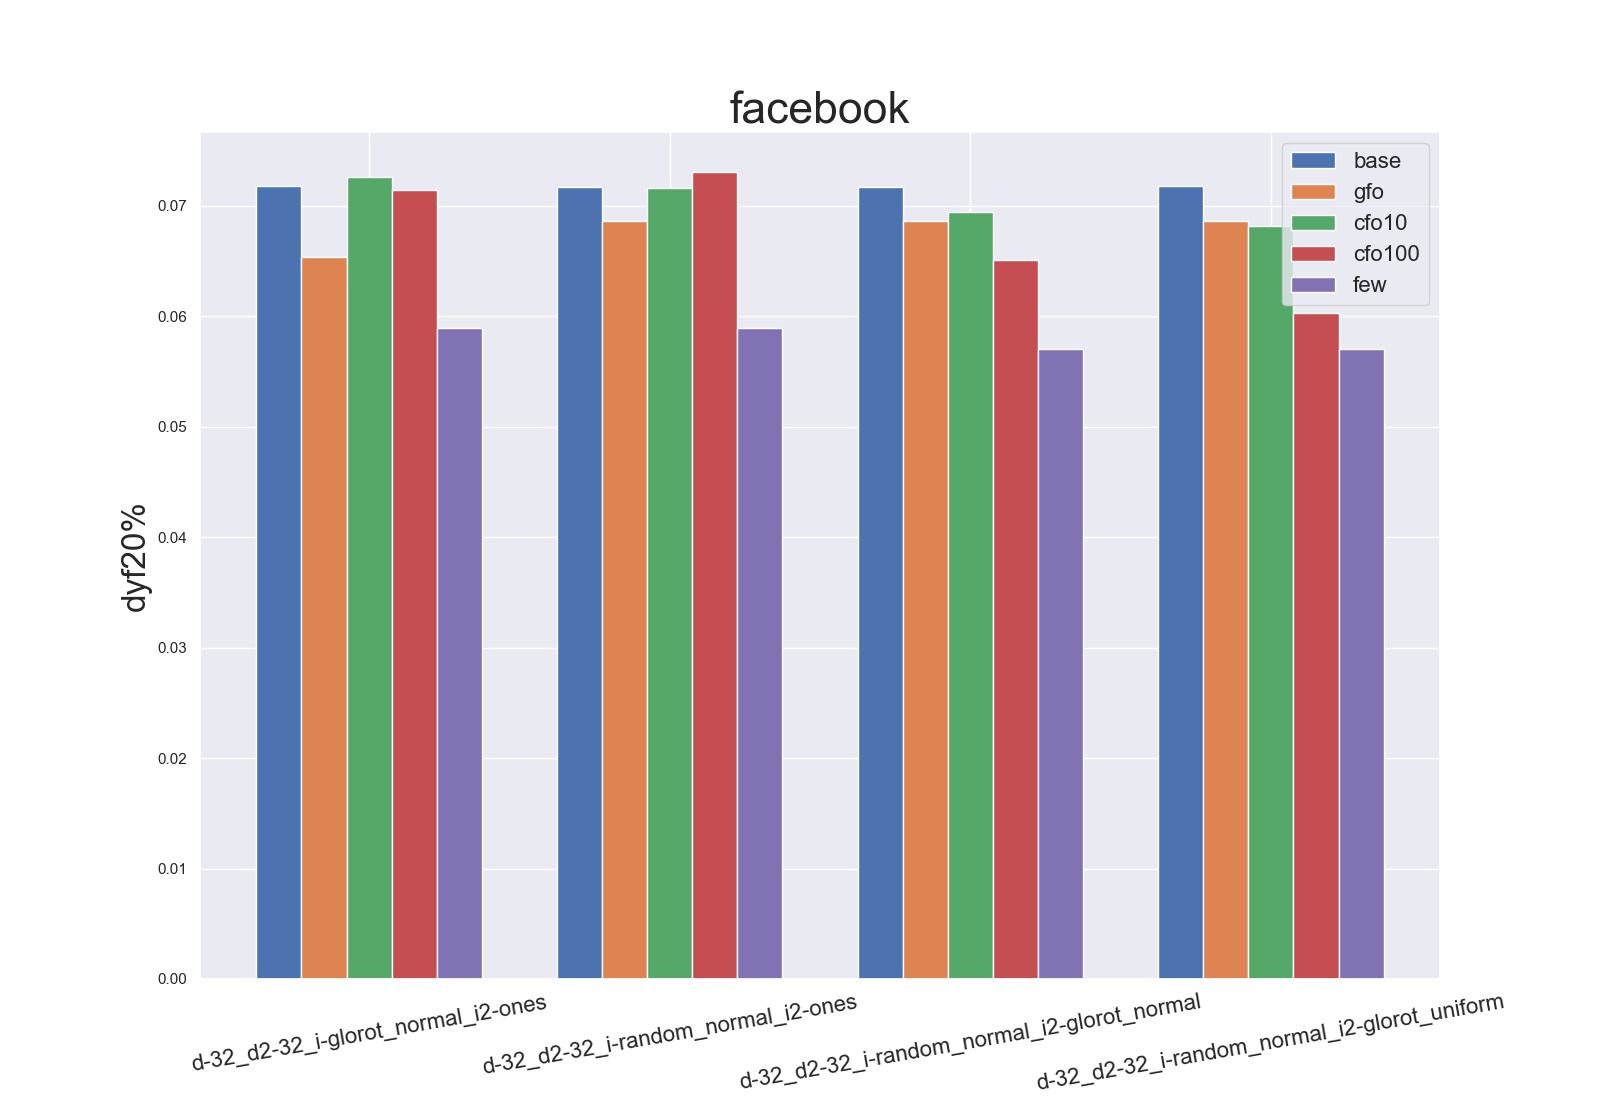 facebook
base
gfo
cfo10
cfo100
few
dyf20%
0.07
0.06
0.05
0.04
0.03
0.02
0.01
0.00
d-32_d2-32_i-glorot_normal_i2-ones
d-32_d2-32_i-random_normal_i2-ones
d-32_d2-32_i-random_normal_i2-glorot_normal
d-32_d2-32_i-random_normal_i2-glorot_uniform